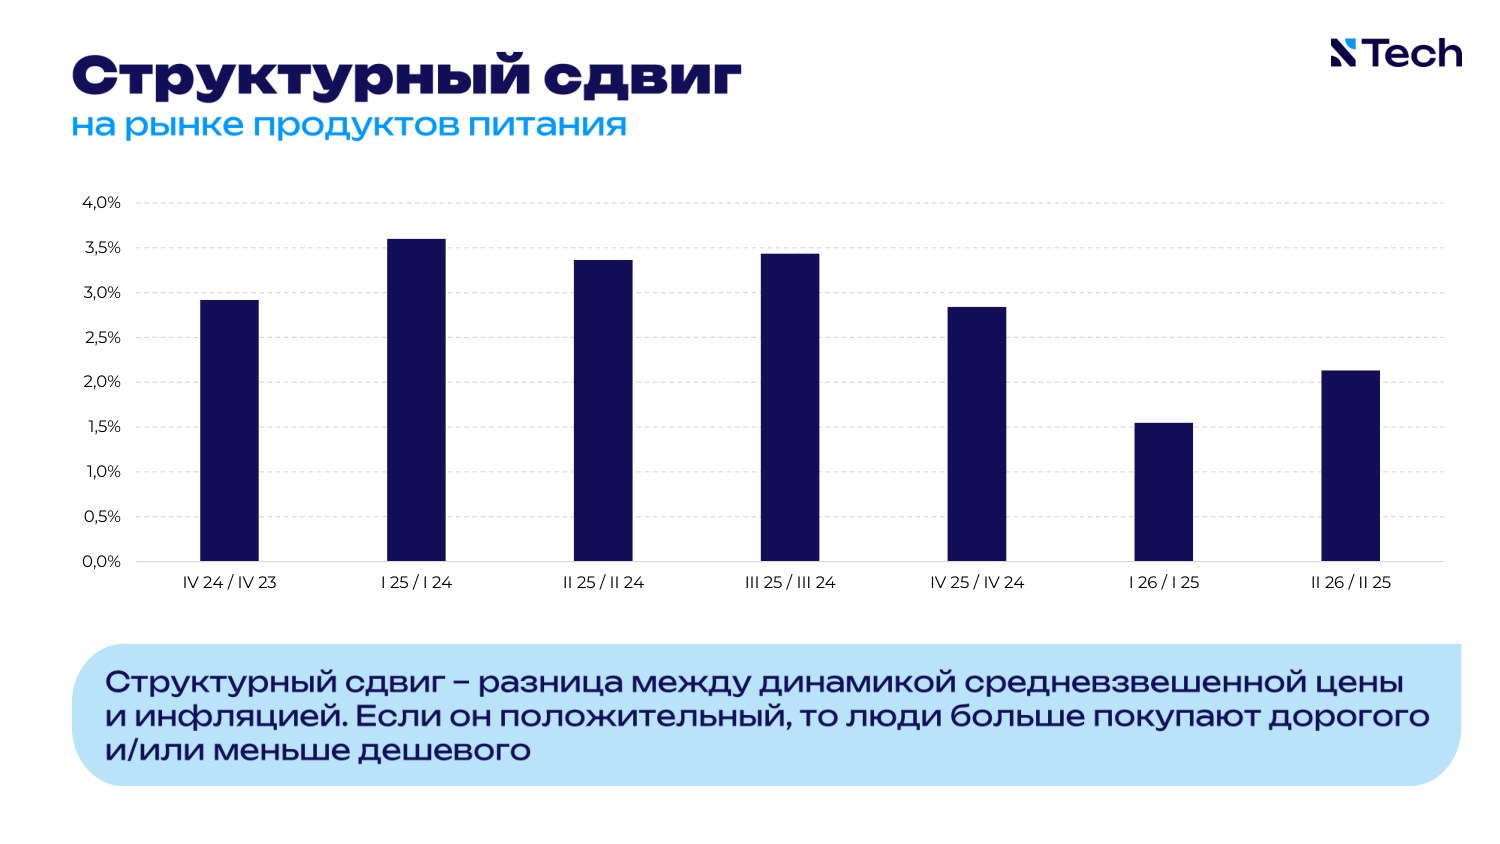 Структурный сдвиг
на рынке продуктов питания
Tech
4,0%
3,5%
3,0%
2,5%
2,0%
1,5%
1,0%
0,5%
0,0%
IV 24 / IV 23
I 25 / I 24
II 25 / II 24
III 25 / III 24
IV 25 / IV 24
I 26 / I 25
II 26 / II 25
Структурный сдвиг – разница между динамикой средневзвешенной цены
и инфляцией. Если он положительный, то люди больше покупают дорогого
и/или меньше дешевого